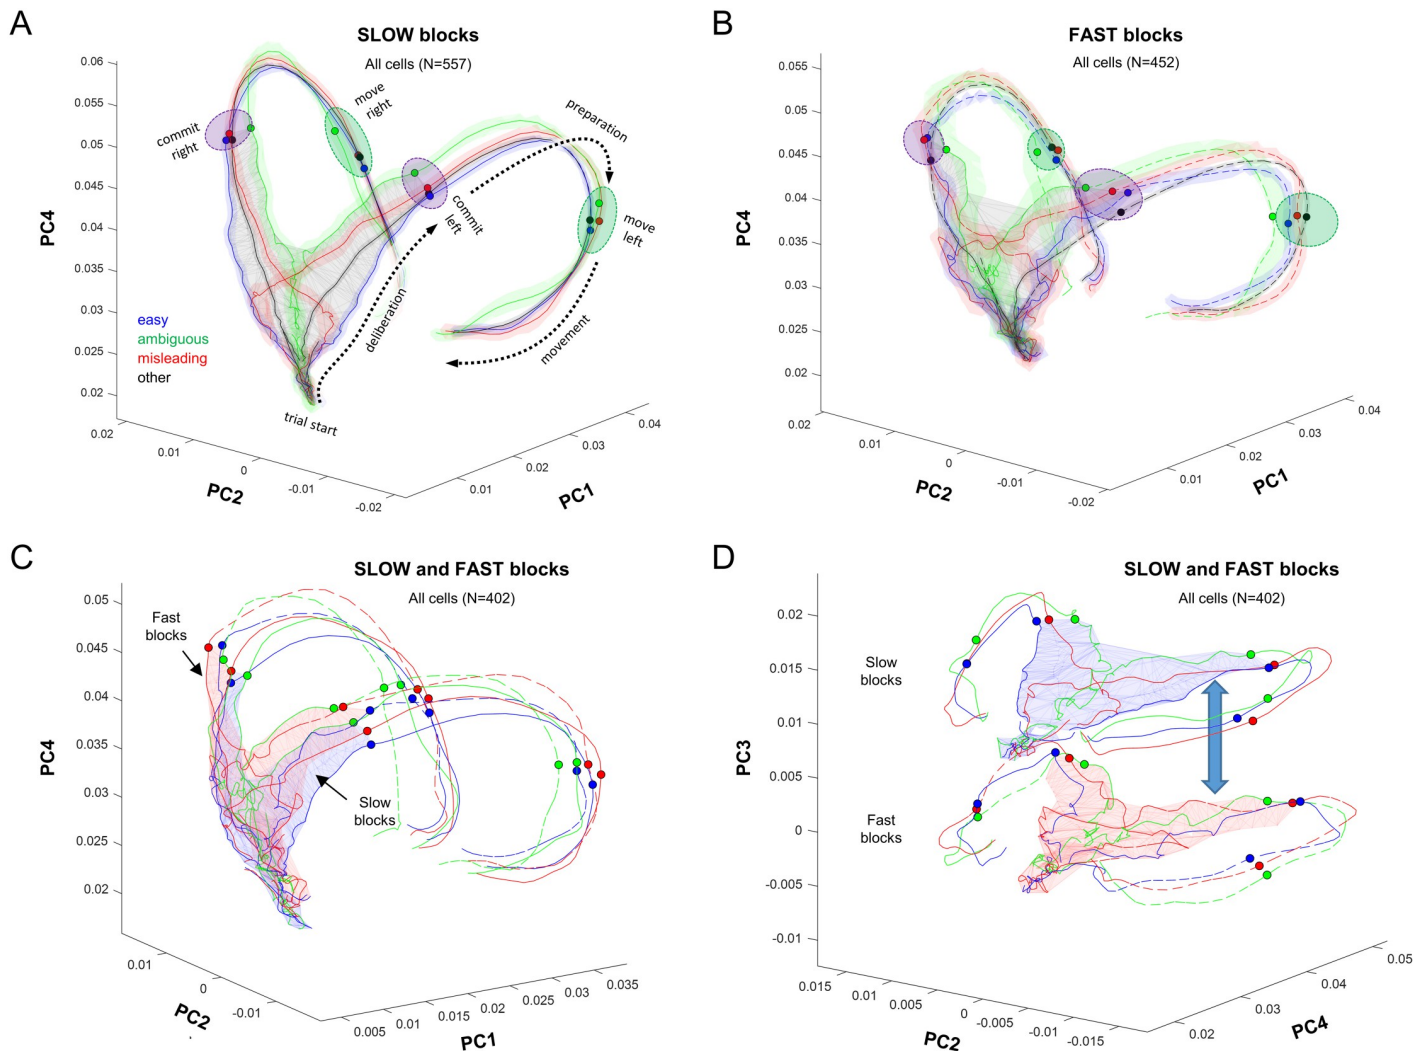 A
SLOW blocks
All cells (N=557)
PC4
0.06
0.055
0.05
0.045
0.04
0.035
0.03
0.025
0.02
commit
right
move
right
preparation
commit
left
move
left
deliberation
movement
easy
ambiguous
misleading
other
trial start
0.02
0.01
0
-0.01
-0.02
PC2
0.01
0.02
0.03
0.04
PC1
B
FAST blocks
All cells (N=452)
PC4
0.055
0.05
0.045
0.04
0.035
0.03
0.025
0.02
0.02
0.01
0
-0.01
-0.02
PC2
0.01
0.02
0.03
0.04
PC1
C
SLOW and FAST blocks
All cells (N=402)
PC4
0.05
0.045
0.04
0.035
0.03
0.025
0.02
Fast
blocks
Slow
blocks
0.01
0
-0.01
PC2
0.005
0.01
0.015
0.02
0.025
0.03
0.035
PC1
D
SLOW and FAST blocks
All cells (N=402)
PC3
0.02
0.015
0.01
0.005
0
-0.005
-0.01
Slow
blocks
Fast
blocks
0.015
0.01
0.005
0
-0.005
-0.01
-0.015
PC2
0.02
0.03
0.04
0.05
PC4